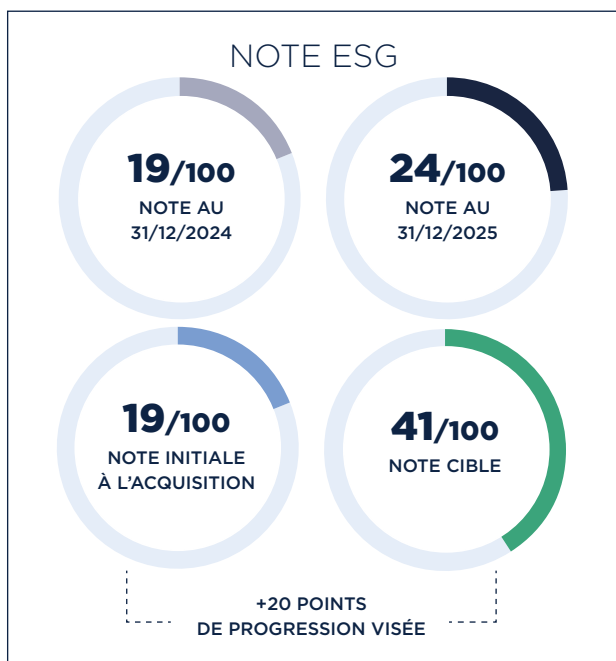 NOTE ESG
19/100
NOTE AU
31/12/2024
24/100
NOTE AU
31/12/2025
19/100
NOTE INITIALE
À L’ACQUISITION
41/100
NOTE CIBLE
+20 POINTS
DE PROGRESSION VISÉE